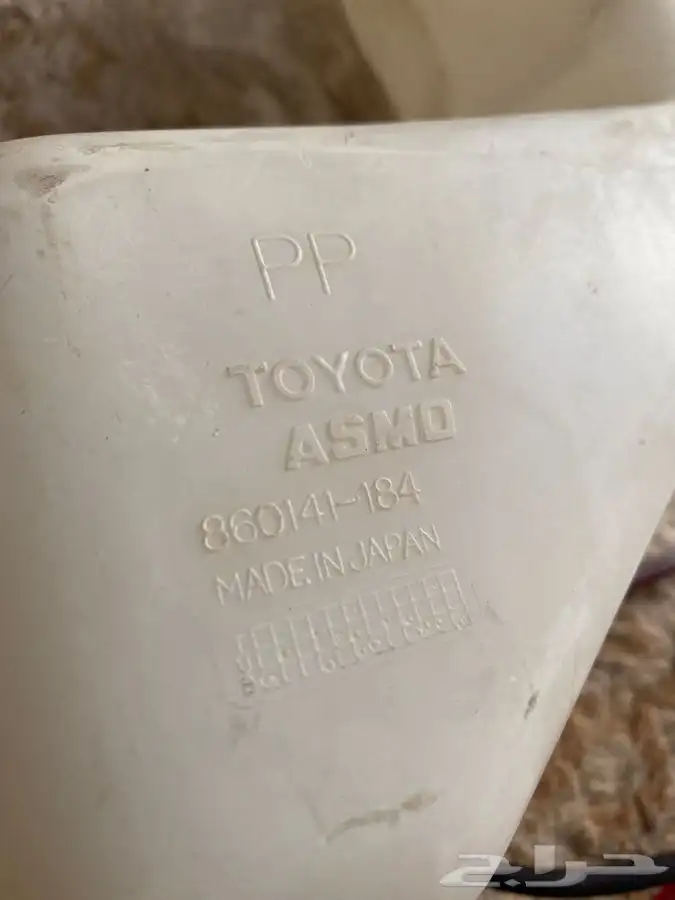 PP
TOYOTA
ASMO
860141-184
MADE IN JAPAN
حراج